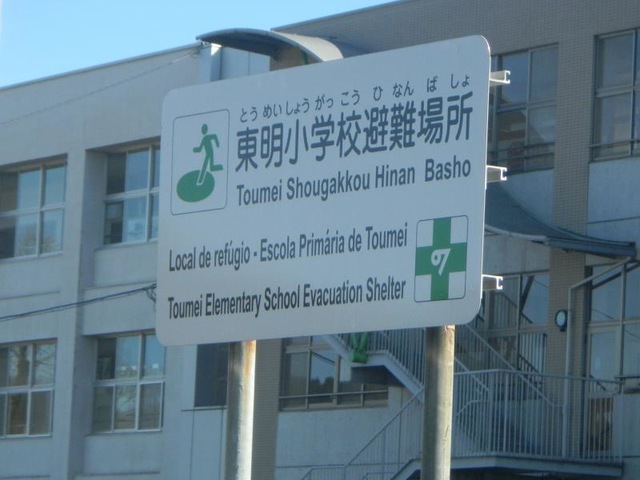 とうめいしょうがっこう ひなんばしょ
東明小学校避難場所
Toumei Shougakkou Hinan Basho
Local de refúgio - Escola Primária de Toumei
Toumei Elementary School Evacuation Shelter